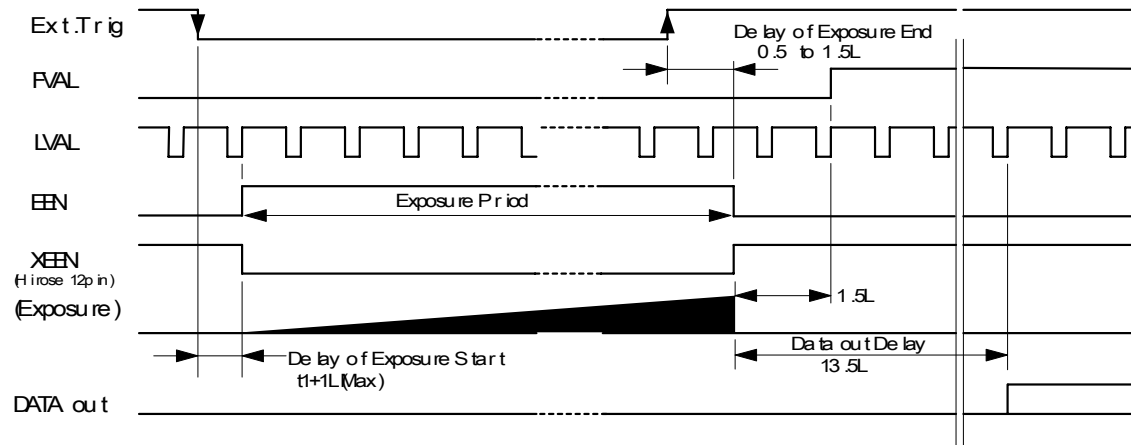 Ext.Trig
Delay of Exposure End
0.5 to 1.5L
FVAL
LVAL
EEN
Exposure Priod
XEEN
(Hirose 12pin)
(Exposure)
1.5L
Delay of Exposure Start
t1+1L(Max)
Data out Delay
13.5L
DATA out